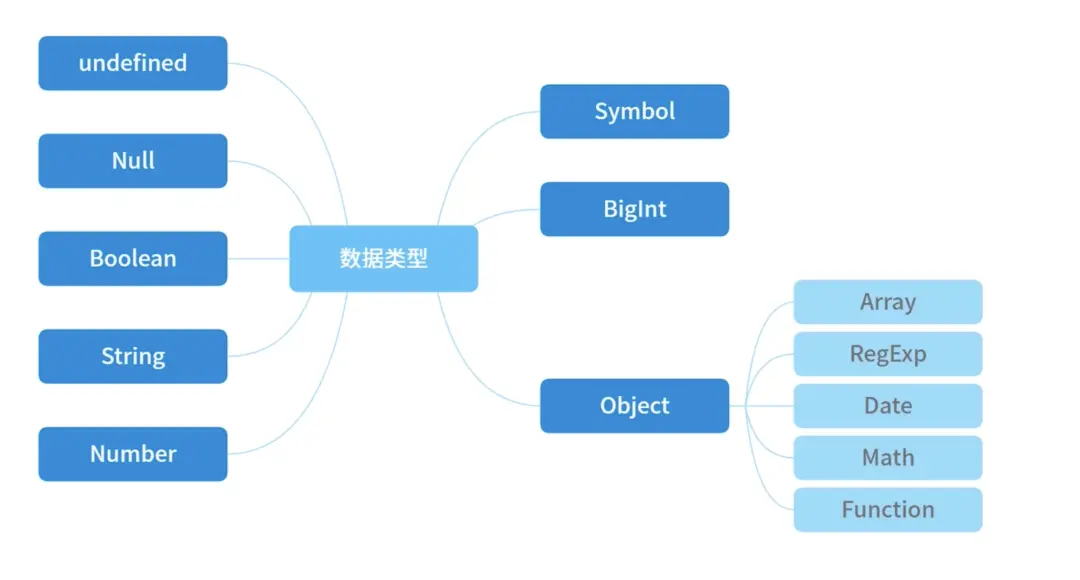 undefined
Null
Boolean
String
Number
数据类型
Symbol
BigInt
Object
Array
RegExp
Date
Math
Function